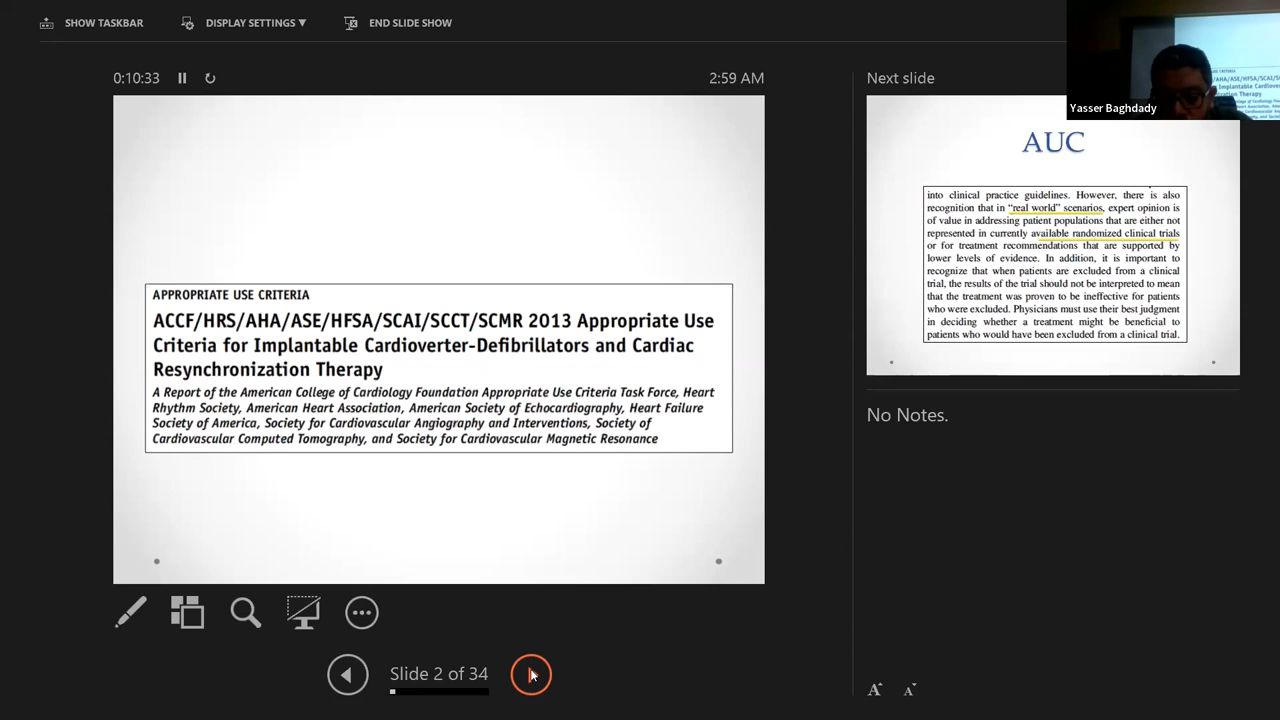 SHOW TASKBAR
DISPLAY SETTINGS ▼
END SLIDE SHOW
0:10:33
2:59 AM
APPROPRIATE USE CRITERIA
ACCF/HRS/AHA/ASE/HFSA/SCAI/SCCT/SCMR 2013 Appropriate Use
Criteria for Implantable Cardioverter-Defibrillators and Cardiac
Resynchronization Therapy
A Report of the American College of Cardiology Foundation Appropriate Use Criteria Task Force, Heart
Rhythm Society, American Heart Association, American Society of Echocardiography, Heart Failure
Society of America, Society for Cardiovascular Angiography and Interventions, Society of
Cardiovascular Computed Tomography, and Society for Cardiovascular Magnetic Resonance
Slide 2 of 34
Next slide
Yasser Baghdady
AUC
into clinical practice guidelines. However, there is also
recognition that in “real world” scenarios, expert opinion is
of value in addressing patient populations that are either not
represented in currently available randomized clinical trials
or for treatment recommendations that are supported by
lower levels of evidence. In addition, it is important to
recognize that when patients are excluded from a clinical
trial, the results of the trial should not be interpreted to mean
that the treatment was proven to be ineffective for patients
who were excluded. Physicians must use their best judgment
in deciding whether a treatment might be beneficial to
patients who would have been excluded from a clinical trial.
No Notes.
A A